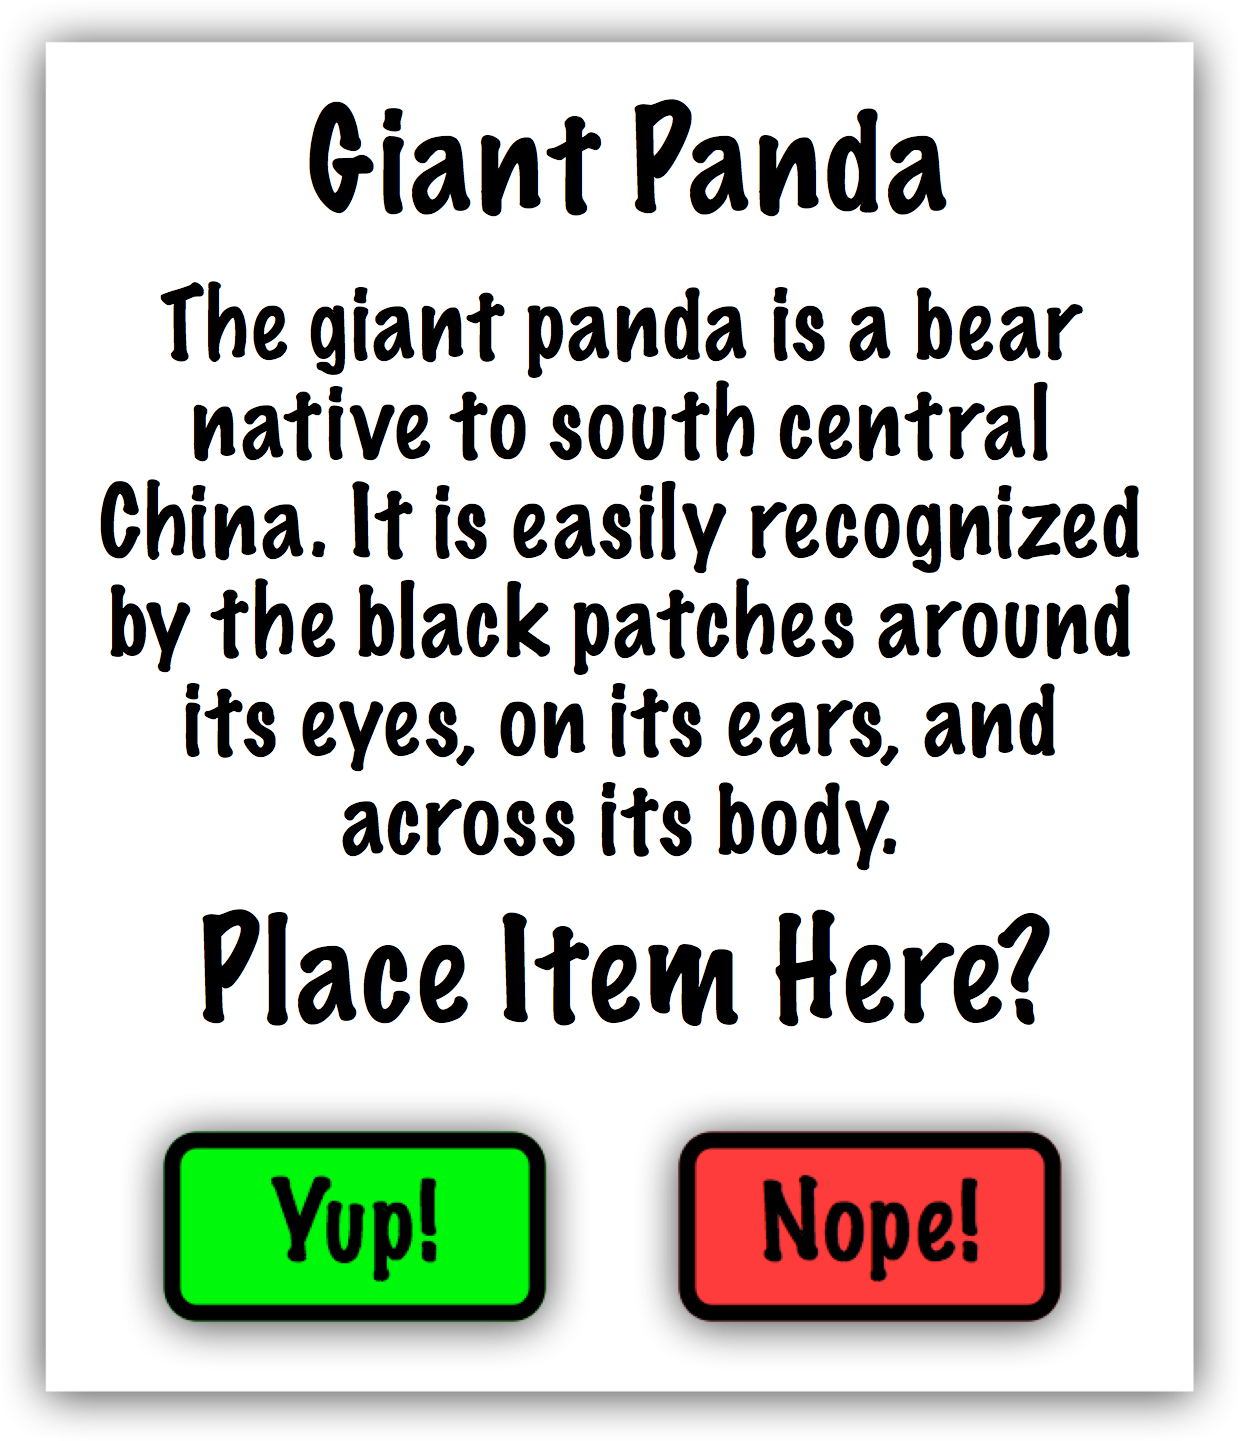 Giant Panda
The giant panda is a bear
native to south central
China. It is easily recognized
by the black patches around
its eyes, on its ears, and
across its body.
Place Item Here?
Yup!
Nope!